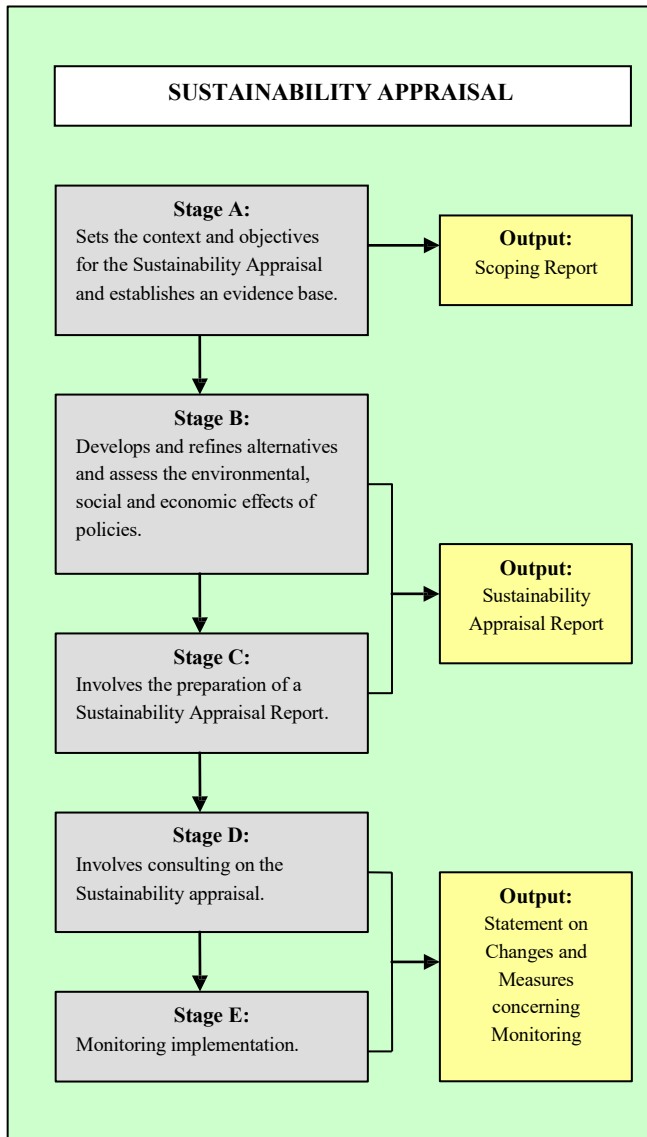 SUSTAINABILITY APPRAISAL
Stage A:
Sets the context and objectives
for the Sustainability Appraisal
and establishes an evidence base.
Output:
Scoping Report
Stage B:
Develops and refines alternatives
and assess the environmental,
social and economic effects of
policies.
Output:
Sustainability
Appraisal Report
Stage C:
Involves the preparation of a
Sustainability Appraisal Report.
Stage D:
Involves consulting on the
Sustainability appraisal.
Output:
Statement on
Changes and
Measures
concerning
Monitoring
Stage E:
Monitoring implementation.